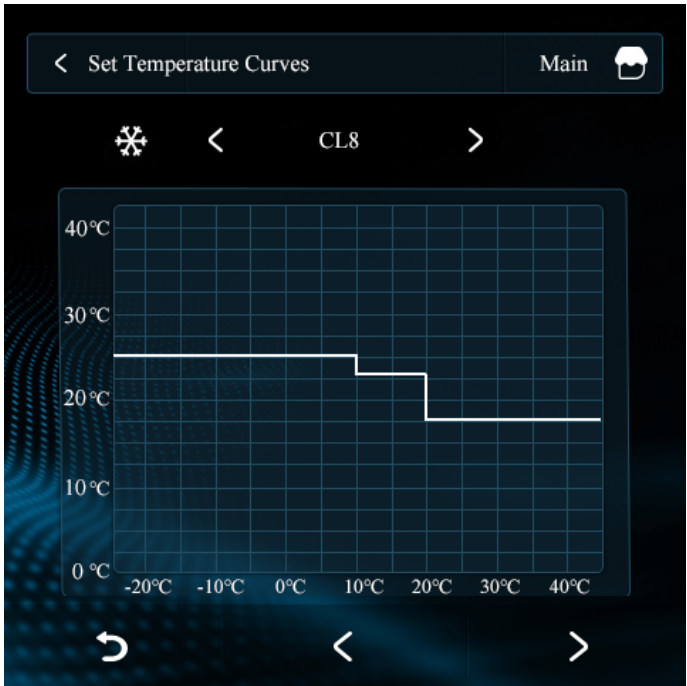 Set Temperature Curves Main
CL8
40℃
30℃
20℃
10℃
0 ℃
-20℃ -10℃ 0℃ 10℃ 20℃ 30℃ 40℃